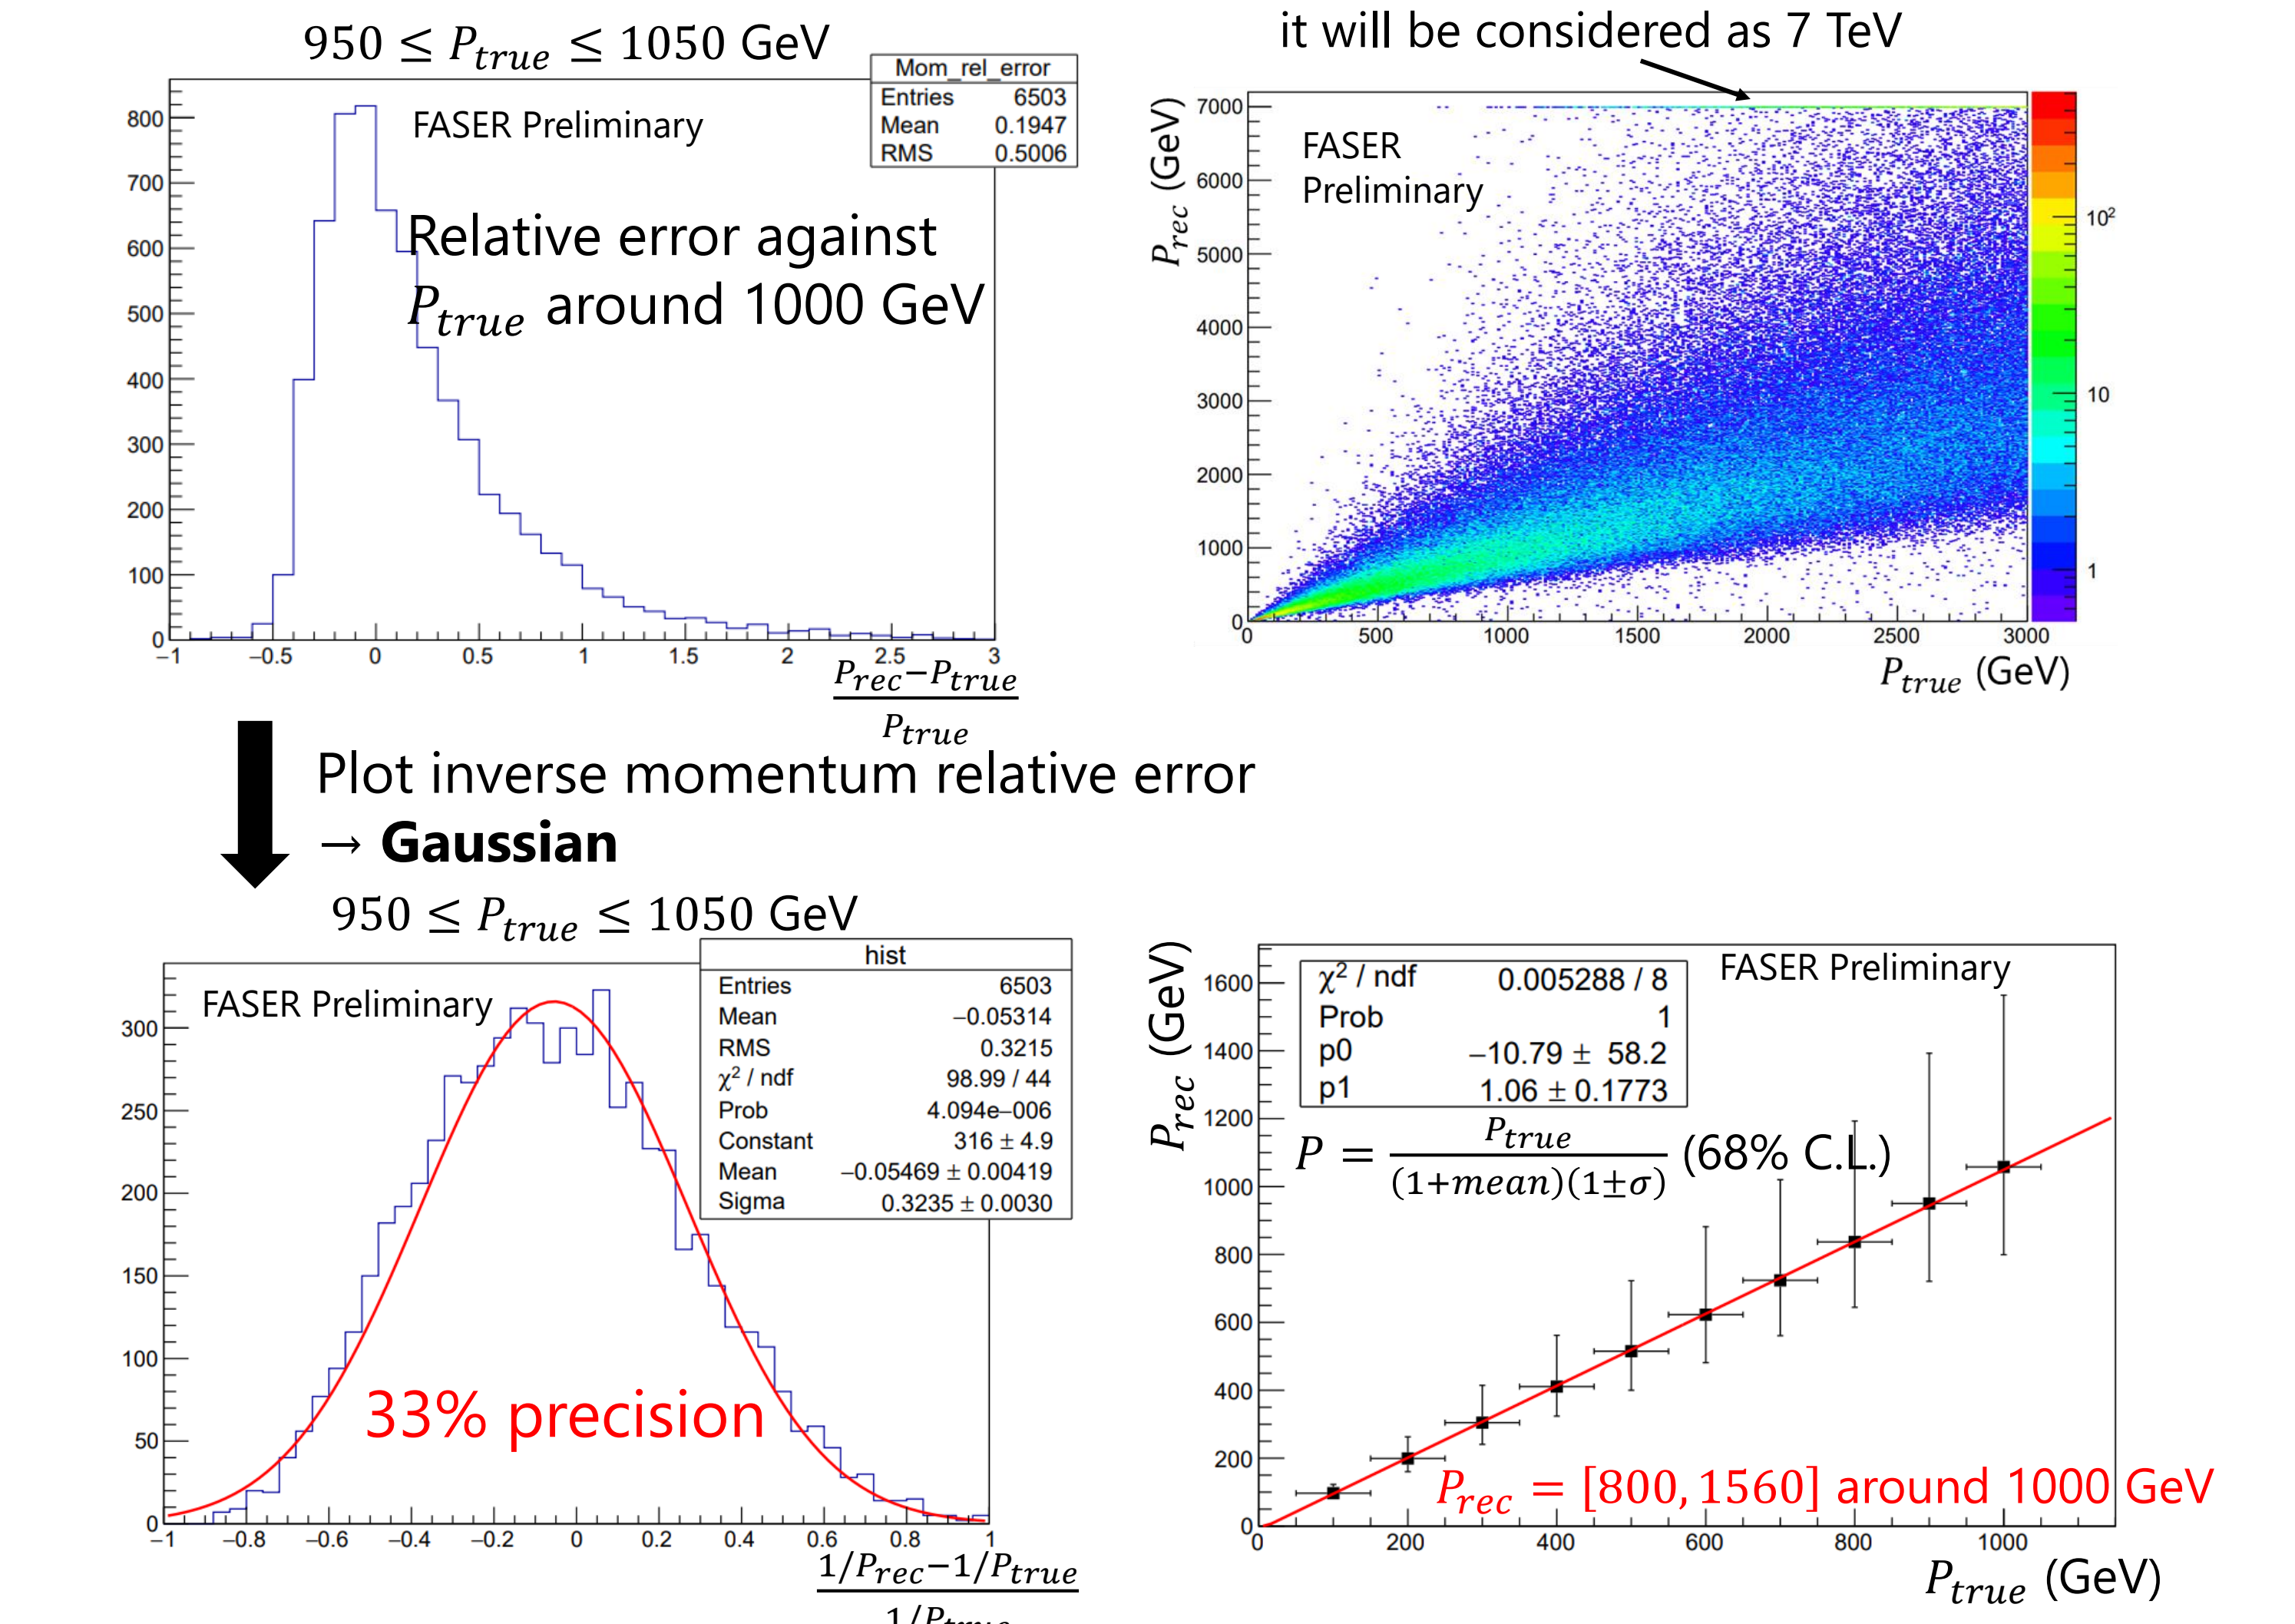 950 ≤ P_true ≤ 1050 GeV
Mom_rel_error
Entries 6503
Mean 0.1947
RMS 0.5006
FASER Preliminary
Relative error against
P_true around 1000 GeV
800
700
600
500
400
300
200
100
0
−1 −0.5 0 0.5 1 1.5 2 2.5 3
P_rec−P_true
P_true
it will be considered as 7 TeV
P_rec (GeV)
FASER
Preliminary
7000
6000
5000
4000
3000
2000
1000
0
0 500 1000 1500 2000 2500 3000
10²
10
1
P_true (GeV)
Plot inverse momentum relative error
→ Gaussian
950 ≤ P_true ≤ 1050 GeV
FASER Preliminary
hist
Entries 6503
Mean −0.05314
RMS 0.3215
χ² / ndf 98.99 / 44
Prob 4.094e−006
Constant 316 ± 4.9
Mean −0.05469 ± 0.00419
Sigma 0.3235 ± 0.0030
300
250
200
150
100
50
0
33% precision
−1 −0.8 −0.6 −0.4 −0.2 0 0.2 0.4 0.6 0.8 1
1/P_rec−1/P_true
1/P_true
P_rec (GeV)
FASER Preliminary
χ² / ndf 0.005288 / 8
Prob 1
p0 −10.79 ± 58.2
p1 1.06 ± 0.1773
P = P_true / (1+mean)(1±σ) (68% C.L.)
1600
1400
1200
1000
800
600
400
200
0
P_rec = [800, 1560] around 1000 GeV
0 200 400 600 800 1000
P_true (GeV)